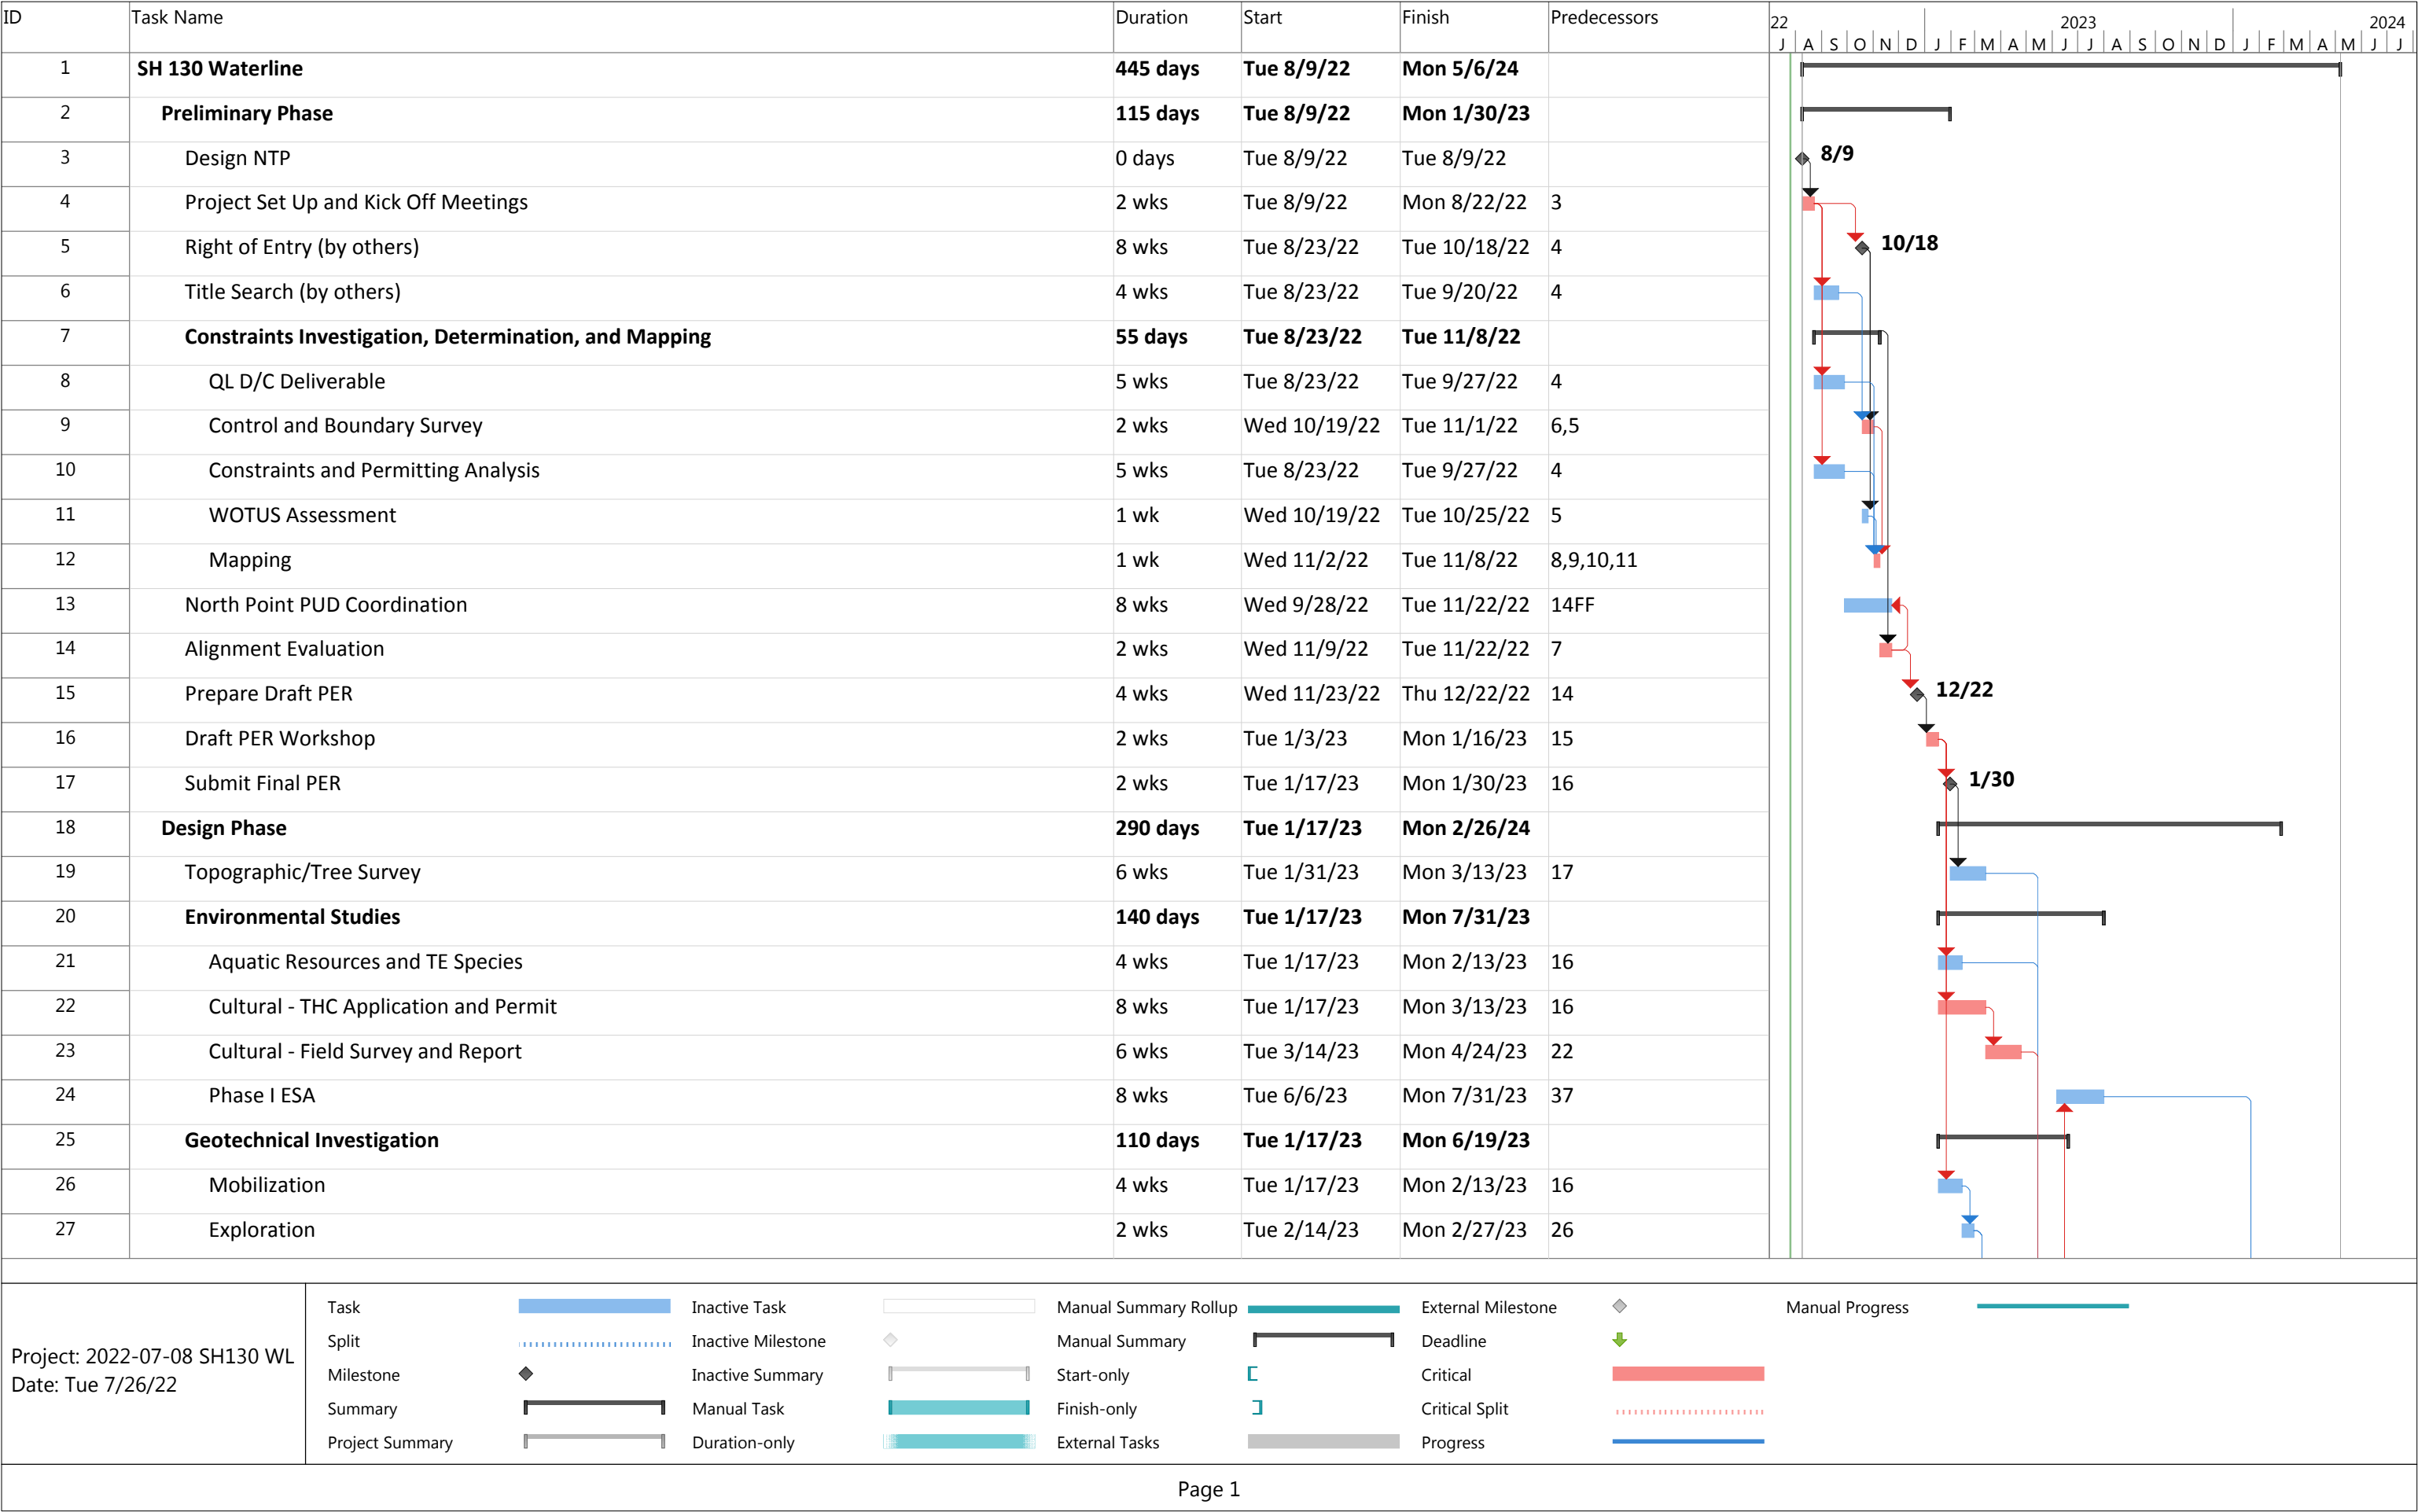 ID Task Name Duration Start Finish Predecessors
22 2023 2024
J A S O N D J F M A M J J A S O N D J F M A M J J
1 SH 130 Waterline 445 days Tue 8/9/22 Mon 5/6/24
2 Preliminary Phase 115 days Tue 8/9/22 Mon 1/30/23
3 Design NTP 0 days Tue 8/9/22 Tue 8/9/22 8/9
4 Project Set Up and Kick Off Meetings 2 wks Tue 8/9/22 Mon 8/22/22 3
5 Right of Entry (by others) 8 wks Tue 8/23/22 Tue 10/18/22 4 10/18
6 Title Search (by others) 4 wks Tue 8/23/22 Tue 9/20/22 4
7 Constraints Investigation, Determination, and Mapping 55 days Tue 8/23/22 Tue 11/8/22
8 QL D/C Deliverable 5 wks Tue 8/23/22 Tue 9/27/22 4
9 Control and Boundary Survey 2 wks Wed 10/19/22 Tue 11/1/22 6,5
10 Constraints and Permitting Analysis 5 wks Tue 8/23/22 Tue 9/27/22 4
11 WOTUS Assessment 1 wk Wed 10/19/22 Tue 10/25/22 5
12 Mapping 1 wk Wed 11/2/22 Tue 11/8/22 8,9,10,11
13 North Point PUD Coordination 8 wks Wed 9/28/22 Tue 11/22/22 14FF
14 Alignment Evaluation 2 wks Wed 11/9/22 Tue 11/22/22 7
15 Prepare Draft PER 4 wks Wed 11/23/22 Thu 12/22/22 14 12/22
16 Draft PER Workshop 2 wks Tue 1/3/23 Mon 1/16/23 15
17 Submit Final PER 2 wks Tue 1/17/23 Mon 1/30/23 16 1/30
18 Design Phase 290 days Tue 1/17/23 Mon 2/26/24
19 Topographic/Tree Survey 6 wks Tue 1/31/23 Mon 3/13/23 17
20 Environmental Studies 140 days Tue 1/17/23 Mon 7/31/23
21 Aquatic Resources and TE Species 4 wks Tue 1/17/23 Mon 2/13/23 16
22 Cultural - THC Application and Permit 8 wks Tue 1/17/23 Mon 3/13/23 16
23 Cultural - Field Survey and Report 6 wks Tue 3/14/23 Mon 4/24/23 22
24 Phase I ESA 8 wks Tue 6/6/23 Mon 7/31/23 37
25 Geotechnical Investigation 110 days Tue 1/17/23 Mon 6/19/23
26 Mobilization 4 wks Tue 1/17/23 Mon 2/13/23 16
27 Exploration 2 wks Tue 2/14/23 Mon 2/27/23 26
Project: 2022-07-08 SH130 WL
Date: Tue 7/26/22
Task Inactive Task Manual Summary Rollup External Milestone Manual Progress
Split Inactive Milestone Manual Summary Deadline
Milestone Inactive Summary Start-only Critical
Summary Manual Task Finish-only Critical Split
Project Summary Duration-only External Tasks Progress
Page 1